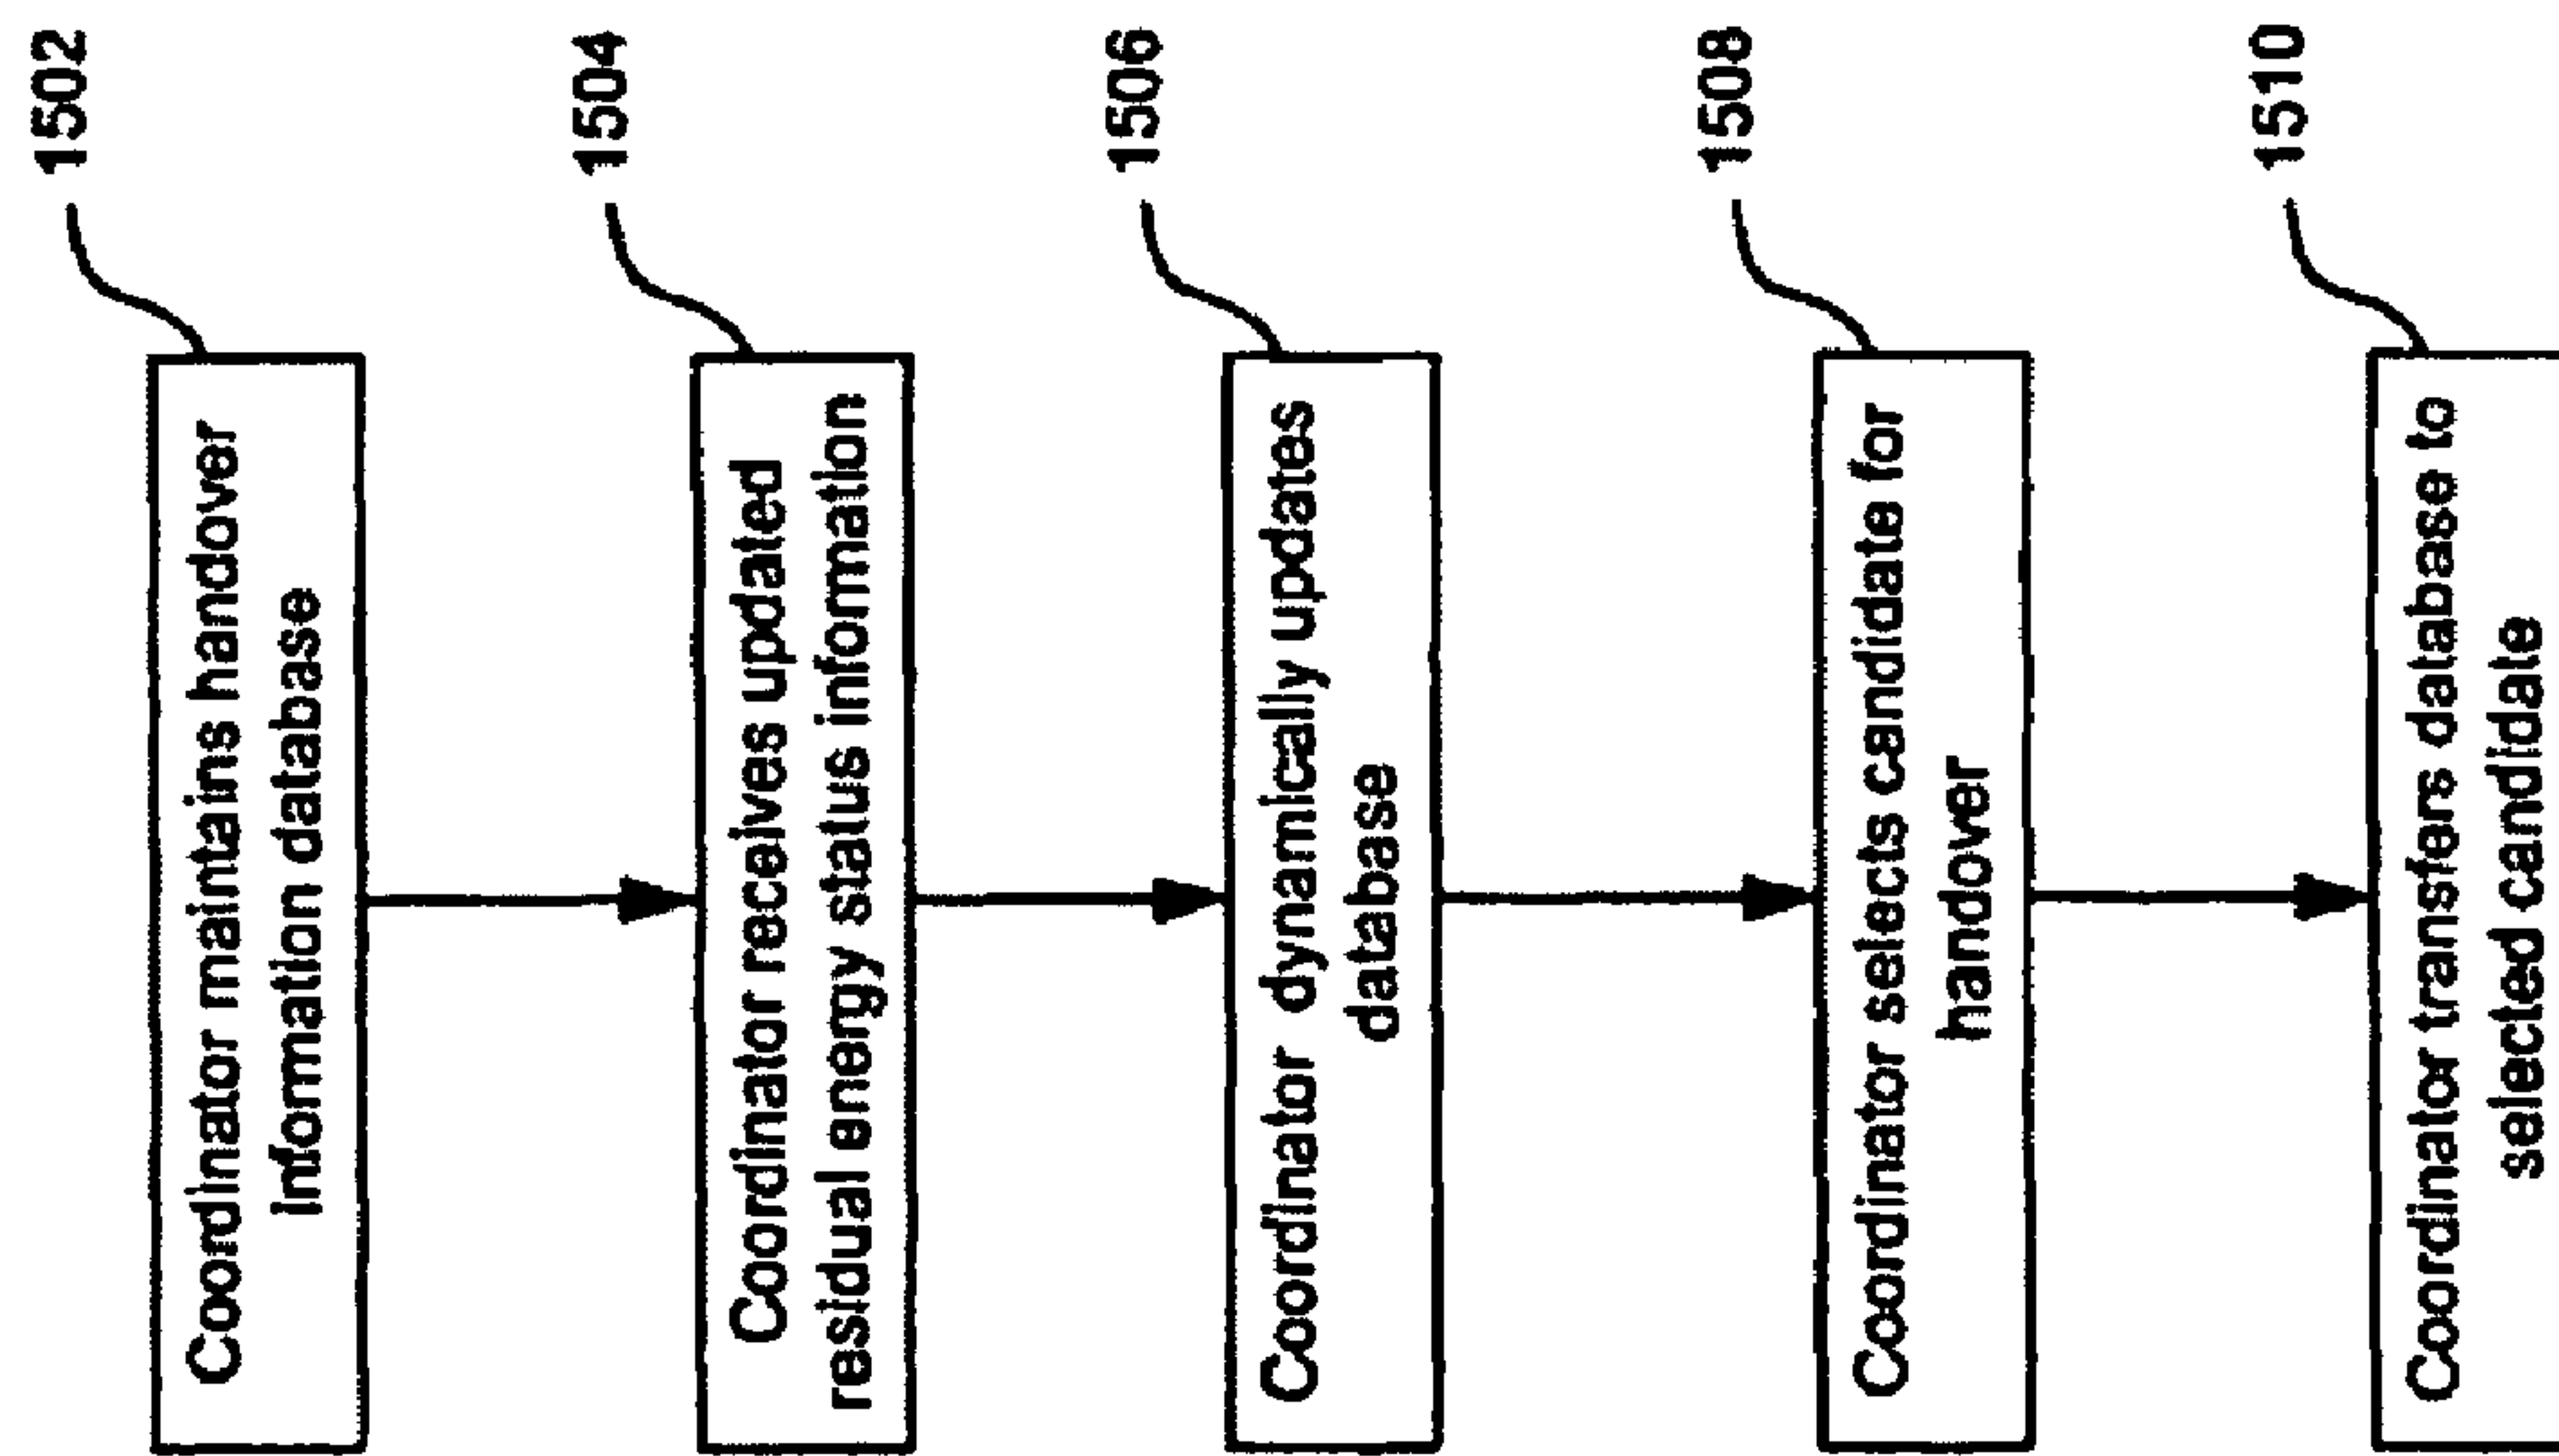 1502
Coordinator maintains handover
information database
1504
Coordinator receives updated
residual energy status information
1506
Coordinator dynamically updates
database
1508
Coordinator selects candidate for
handover
1510
Coordinator transfers database to
selected candidate